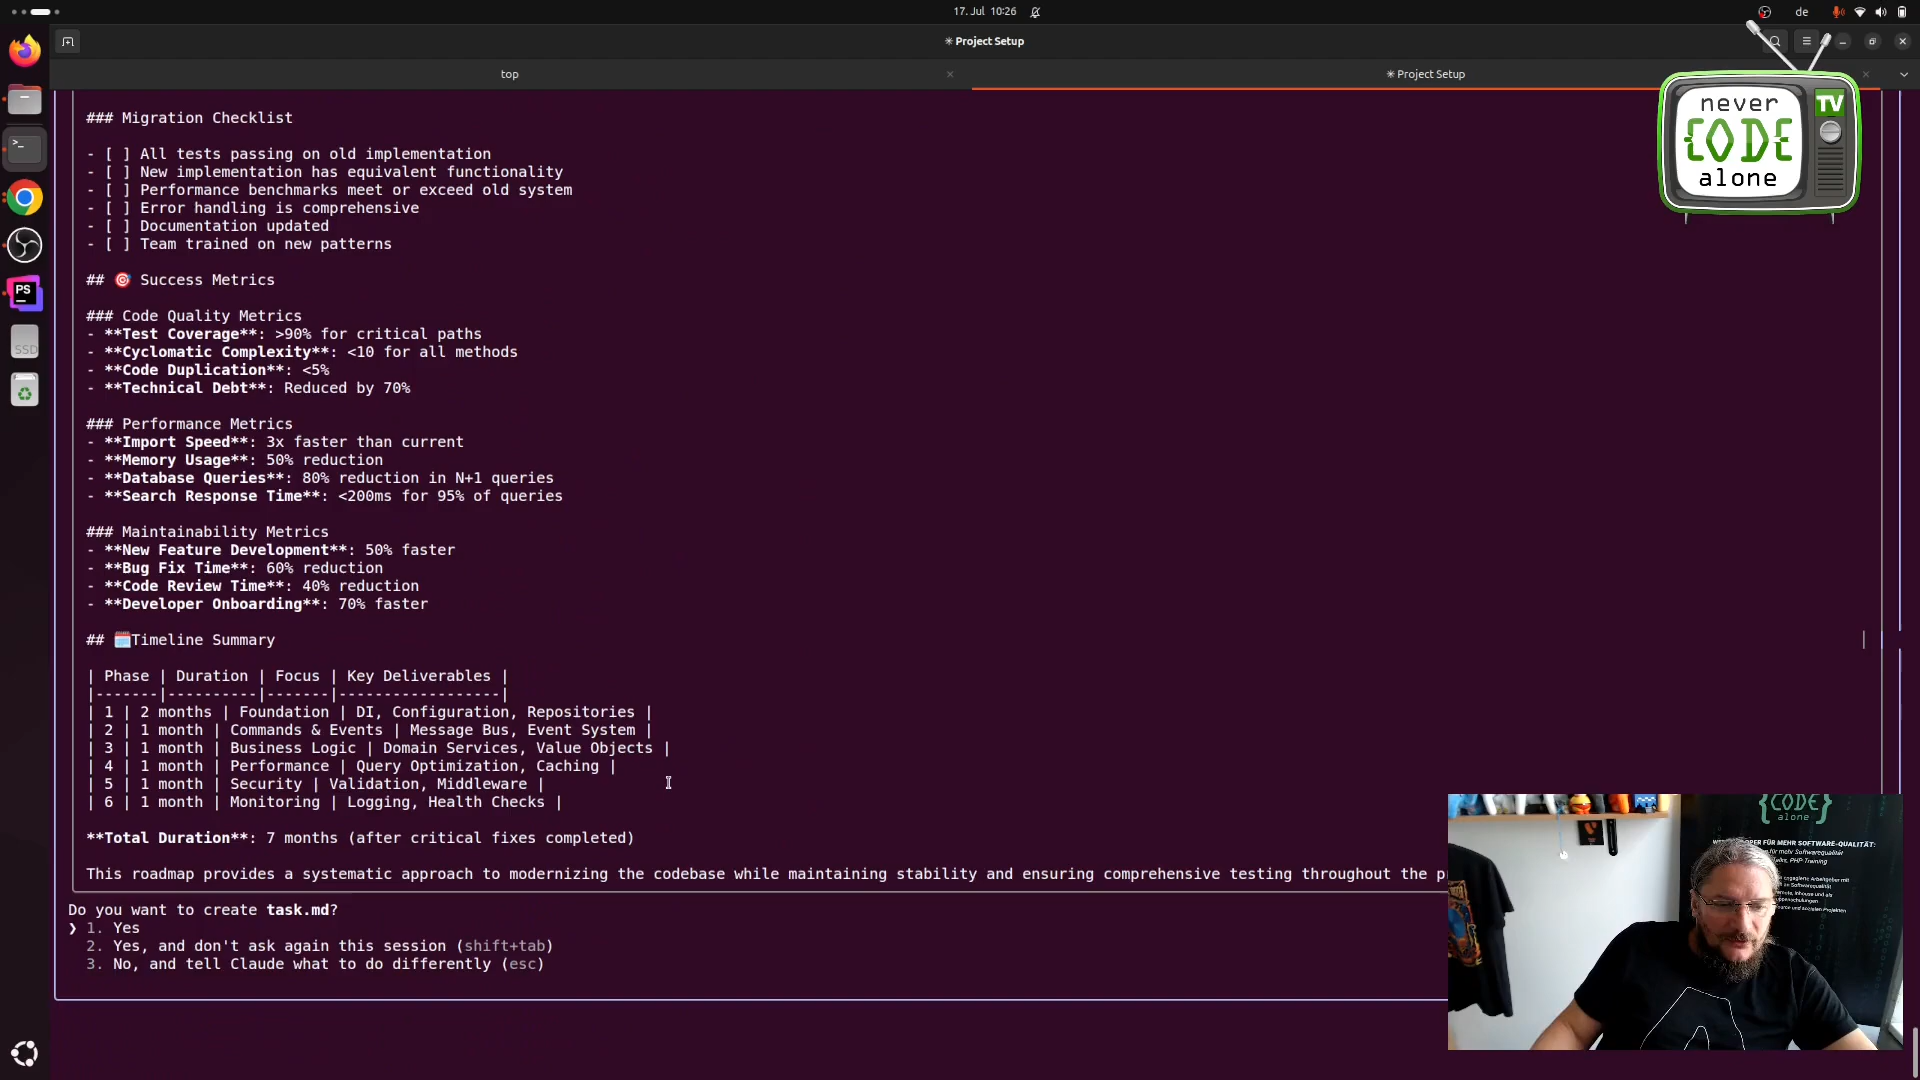 17. Jul 10:26
de
✳ Project Setup
top
✳ Project Setup
never
CODE
alone
TV
### Migration Checklist
- [ ] All tests passing on old implementation
- [ ] New implementation has equivalent functionality
- [ ] Performance benchmarks meet or exceed old system
- [ ] Error handling is comprehensive
- [ ] Documentation updated
- [ ] Team trained on new patterns
## 🎯 Success Metrics
### Code Quality Metrics
- **Test Coverage**: >90% for critical paths
- **Cyclomatic Complexity**: <10 for all methods
- **Code Duplication**: <5%
- **Technical Debt**: Reduced by 70%
### Performance Metrics
- **Import Speed**: 3x faster than current
- **Memory Usage**: 50% reduction
- **Database Queries**: 80% reduction in N+1 queries
- **Search Response Time**: <200ms for 95% of queries
### Maintainability Metrics
- **New Feature Development**: 50% faster
- **Bug Fix Time**: 60% reduction
- **Code Review Time**: 40% reduction
- **Developer Onboarding**: 70% faster
## 🗓️Timeline Summary
| Phase | Duration | Focus | Key Deliverables |
|-------|----------|-------|------------------|
| 1 | 2 months | Foundation | DI, Configuration, Repositories |
| 2 | 1 month | Commands & Events | Message Bus, Event System |
| 3 | 1 month | Business Logic | Domain Services, Value Objects |
| 4 | 1 month | Performance | Query Optimization, Caching |
| 5 | 1 month | Security | Validation, Middleware |
| 6 | 1 month | Monitoring | Logging, Health Checks |
**Total Duration**: 7 months (after critical fixes completed)
This roadmap provides a systematic approach to modernizing the codebase while maintaining stability and ensuring comprehensive testing throughout the p
Do you want to create task.md?
❯ 1. Yes
2. Yes, and don't ask again this session (shift+tab)
3. No, and tell Claude what to do differently (esc)
PS
SSD
{CODE}
alone
FÜR MEHR SOFTWARE-QUALITÄT: